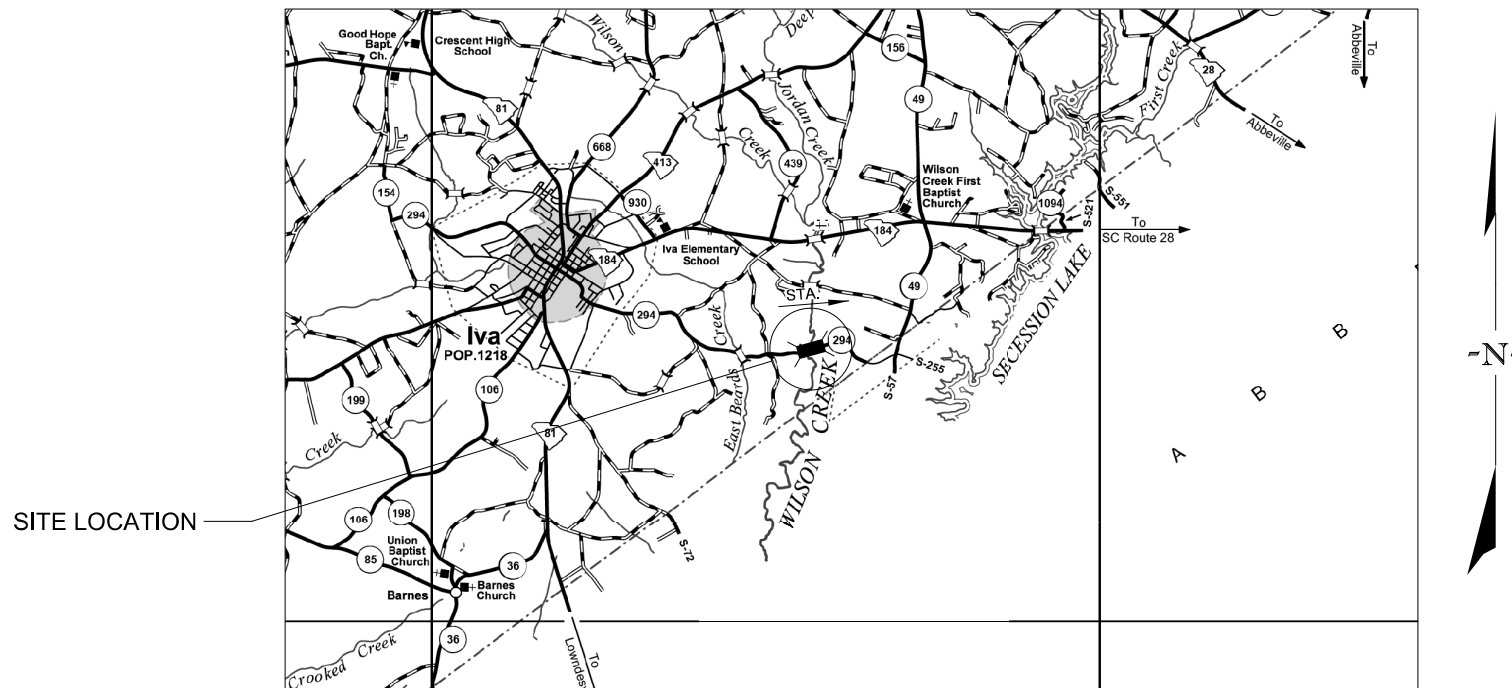 Good Hope
Bapt.
Ch.
Crescent High
School
Wilson
Creek
Deep
Jordan Creek
156
49
28
First Creek
To
Abbeville
To
Abbeville
81
668
413
439
154
294
930
Wilson
Creek First
Baptist
Church
1094
S-521
S-551
To
SC Route 28
184
184
Iva Elementary
School
49
STA.
294
294
Iva
POP.1218
Creek
East Beards
S-255
S-57
SECESSION LAKE
WILSON CREEK
A B B
-N
106
199
Creek
81
SITE LOCATION
106
198
Union
Baptist
Church
85
36
Barnes
Barnes
Church
S-72
36
Crooked Creek
To